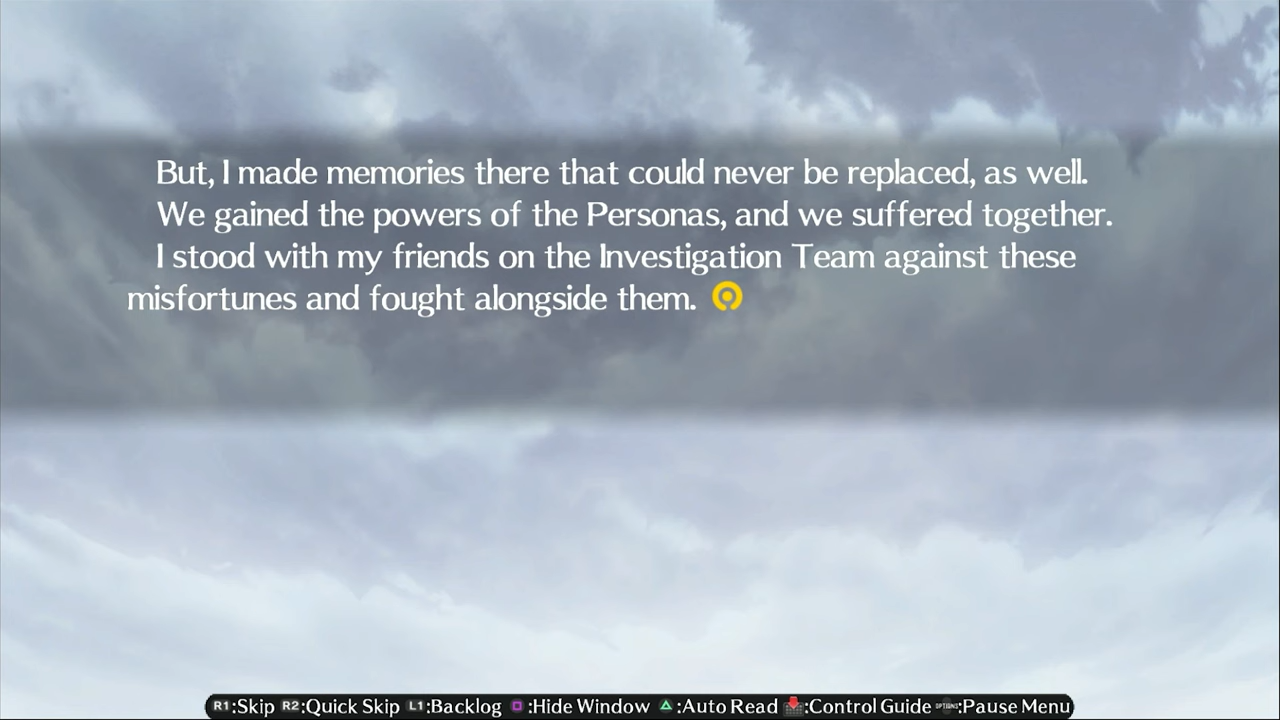 But, I made memories there that could never be replaced, as well.
We gained the powers of the Personas, and we suffered together.
I stood with my friends on the Investigation Team against these
misfortunes and fought alongside them.
R1:Skip R2:Quick Skip L1:Backlog :Hide Window :Auto Read :Control Guide OPTIONS:Pause Menu